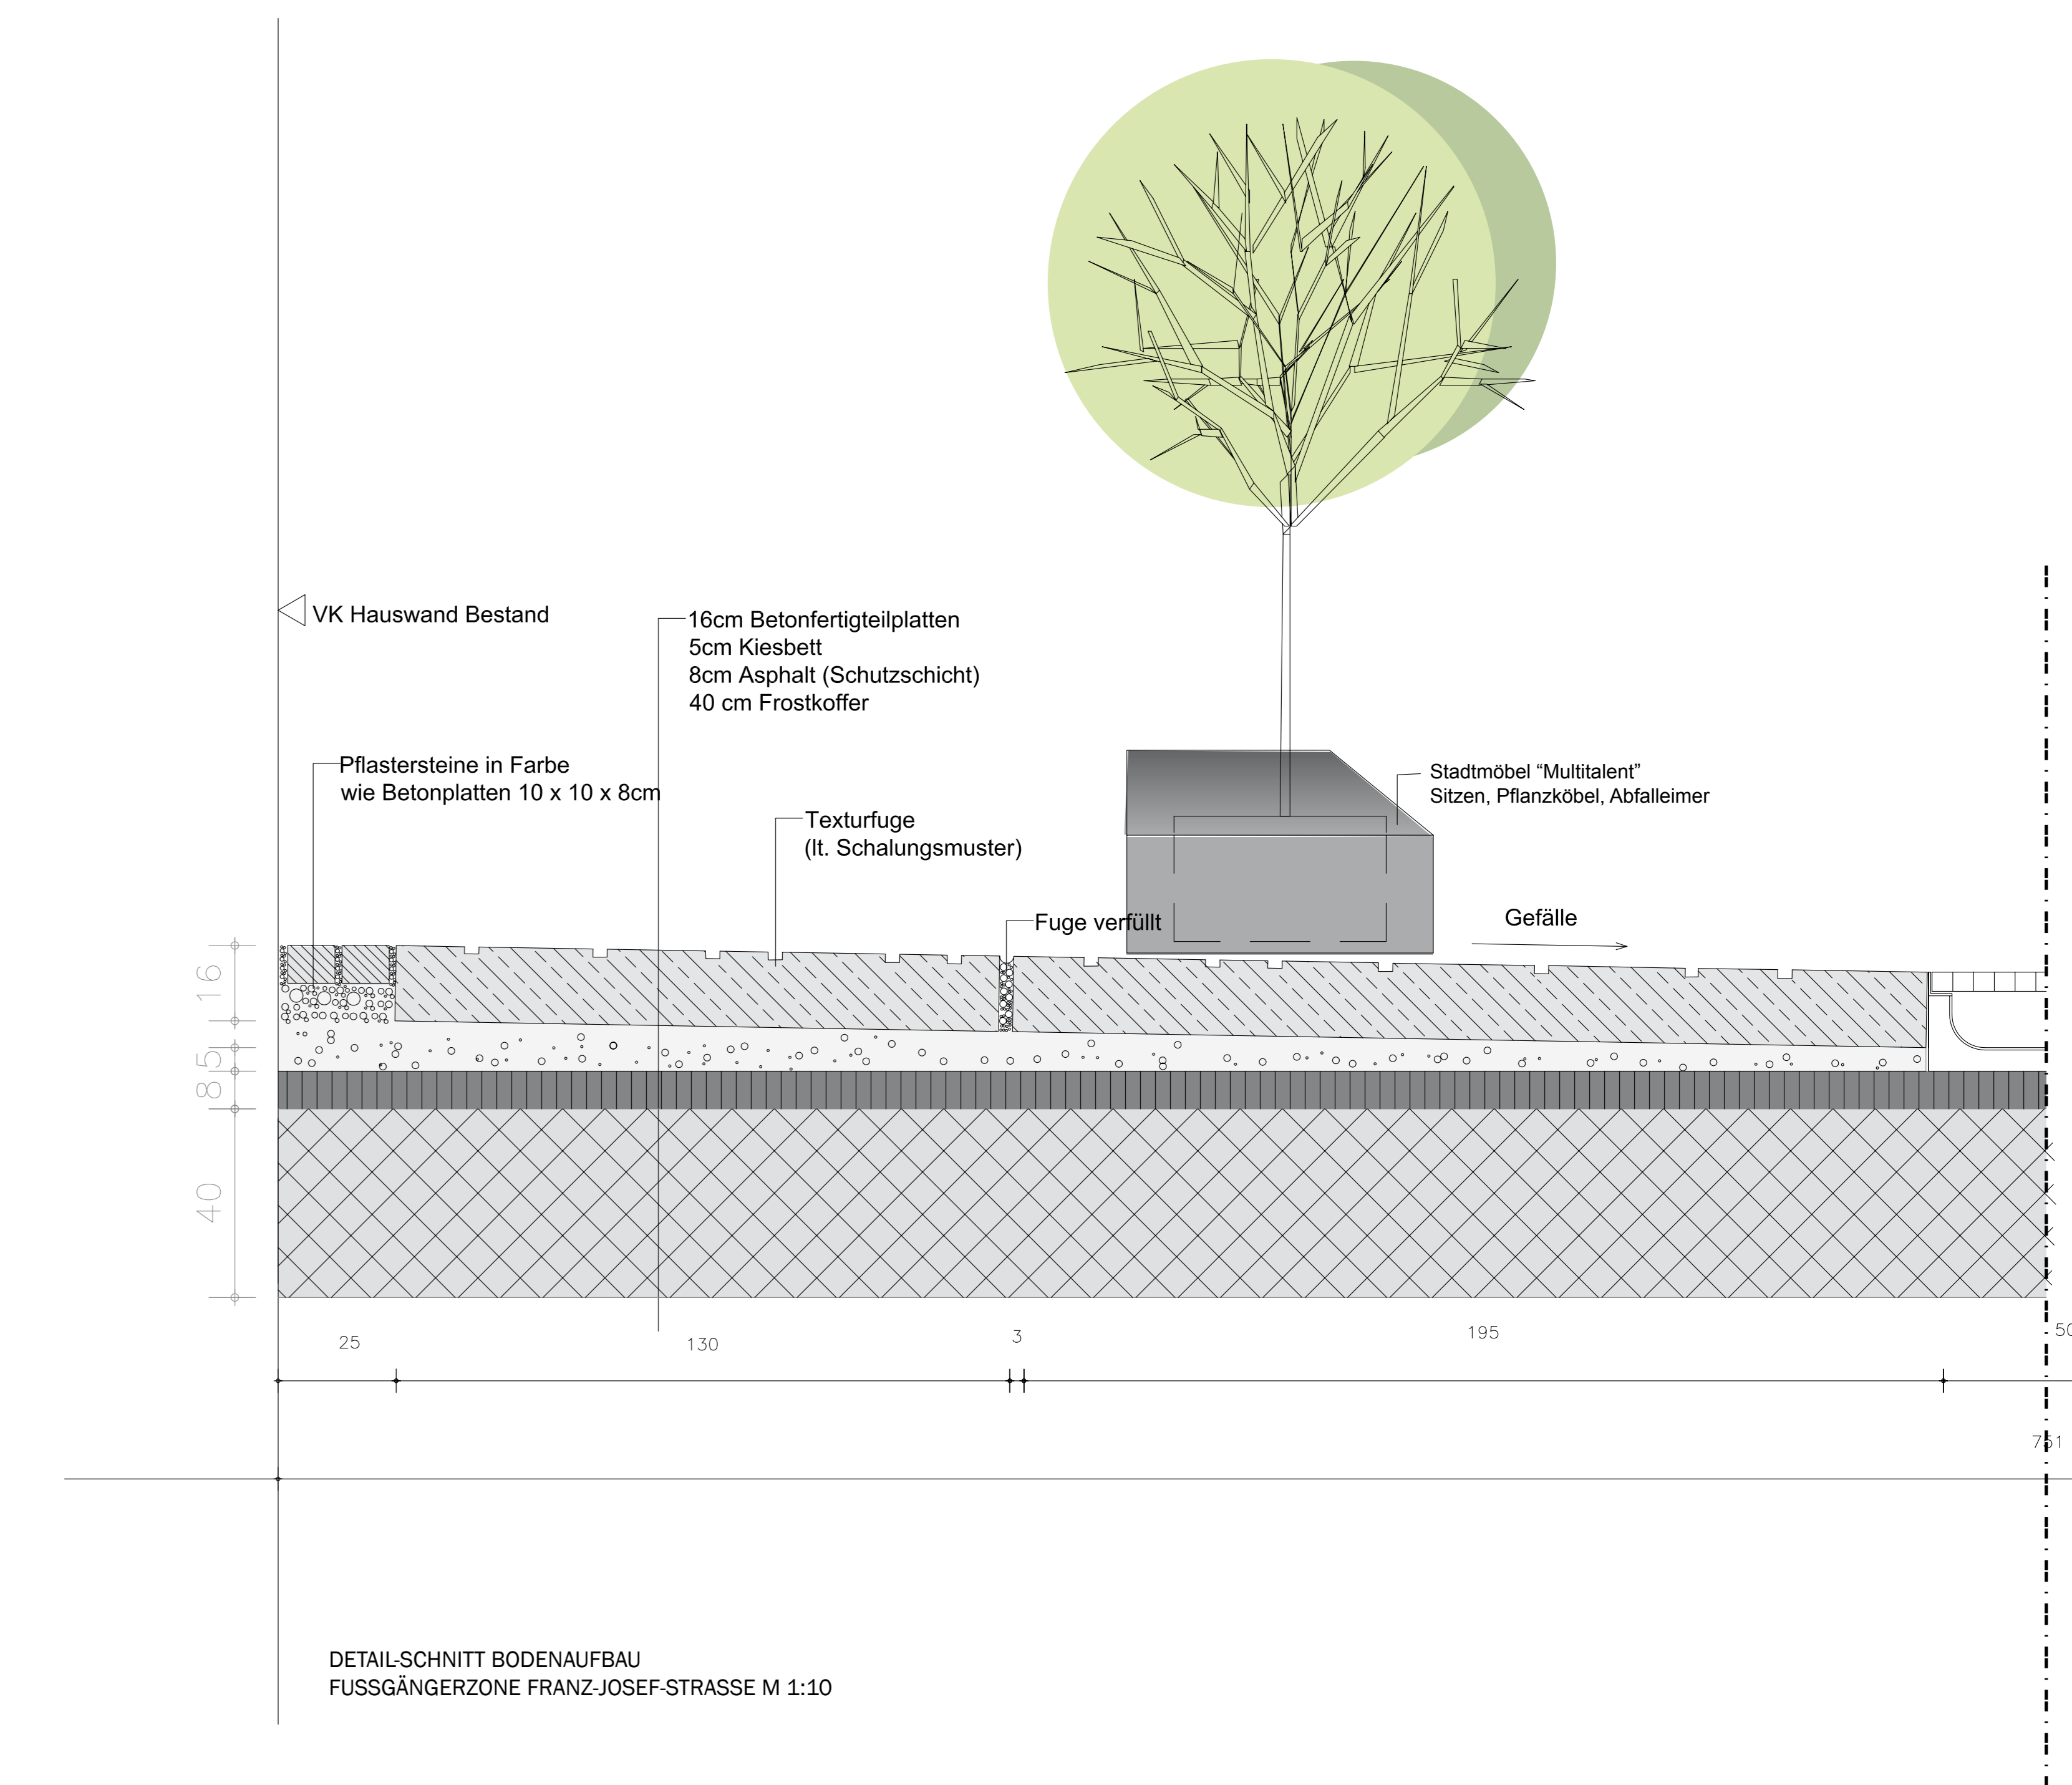 VK Hauswand Bestand
16cm Betonfertigteilplatten
5cm Kiesbett
8cm Asphalt (Schutzschicht)
40 cm Frostkoffer
Pflastersteine in Farbe
wie Betonplatten 10 x 10 x 8cm
Stadtmöbel “Multitalent”
Sitzen, Pflanzköbel, Abfalleimer
Texturfuge
(lt. Schalungsmuster)
Fuge verfüllt
Gefälle
16
5
8
40
25
130
3
195
50
751
DETAIL-SCHNITT BODENAUFBAU
FUSSGÄNGERZONE FRANZ-JOSEF-STRASSE M 1:10